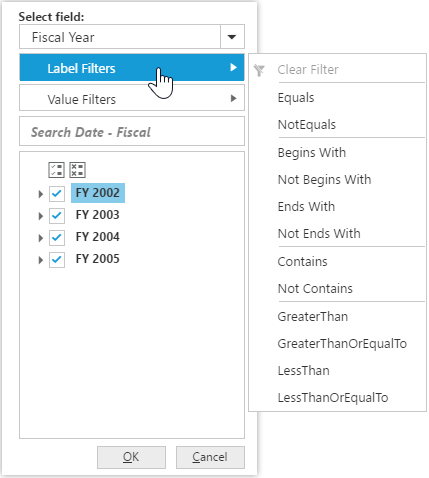 Select field:
Fiscal Year
Label Filters
Value Filters
Search Date - Fiscal
FY 2002
FY 2003
FY 2004
FY 2005
OK
Cancel
Clear Filter
Equals
NotEquals
Begins With
Not Begins With
Ends With
Not Ends With
Contains
Not Contains
GreaterThan
GreaterThanOrEqualTo
LessThan
LessThanOrEqualTo